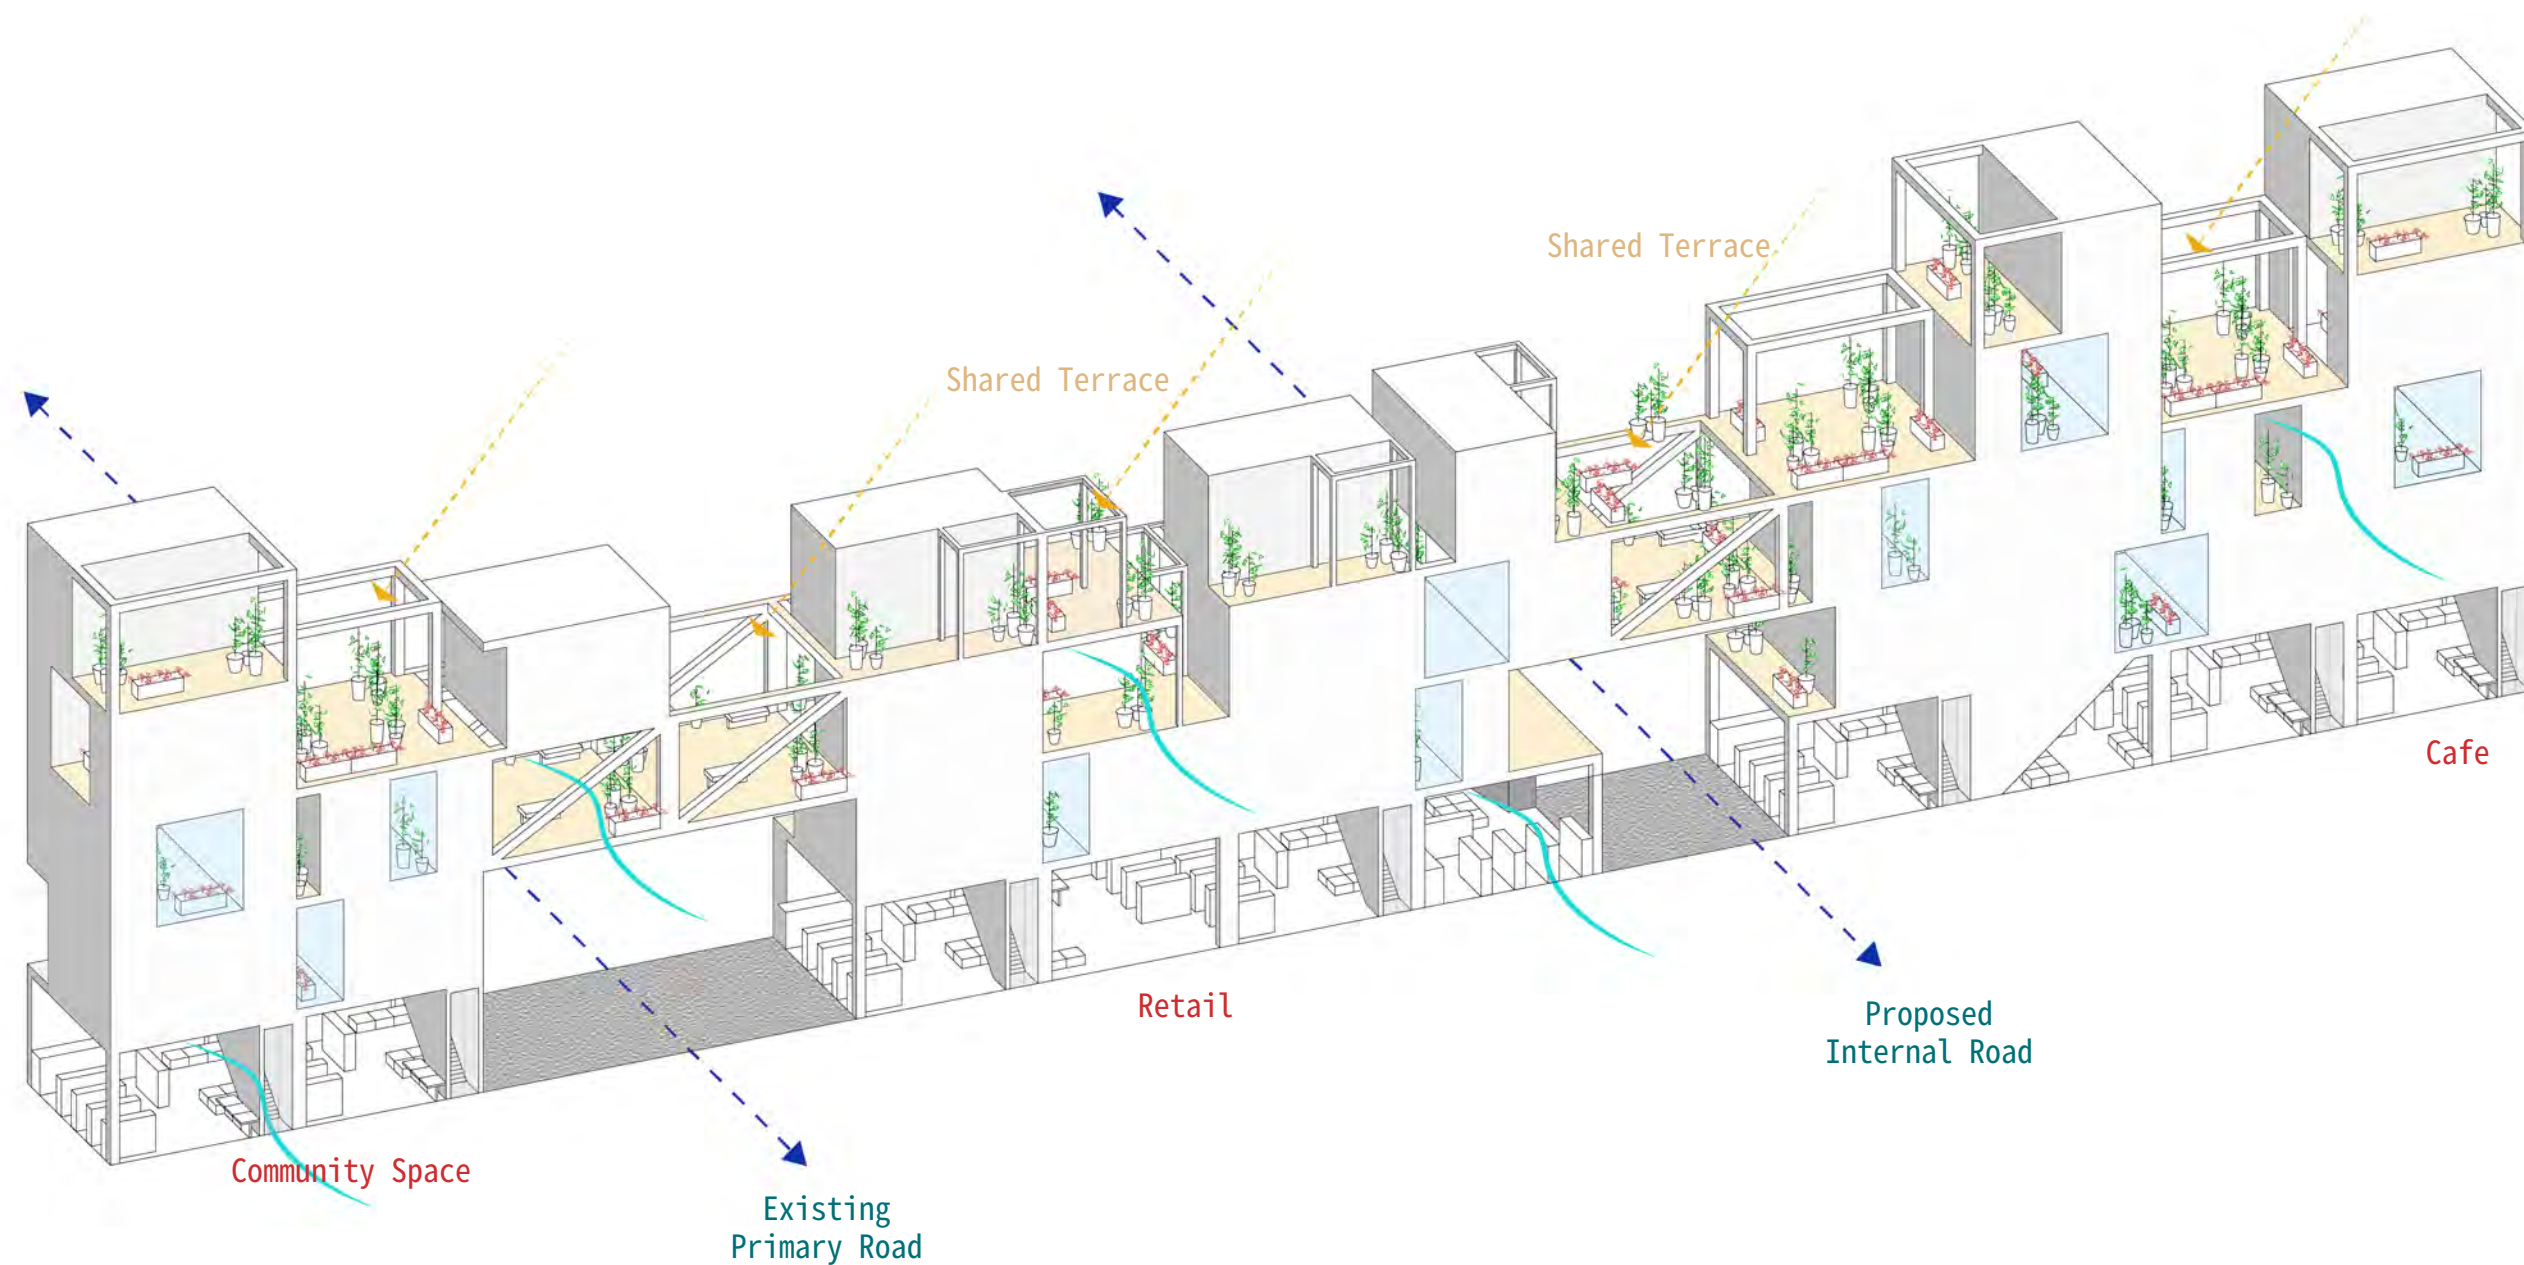 Shared Terrace
Shared Terrace
Cafe
Retail
Proposed
Internal Road
Community Space
Existing
Primary Road